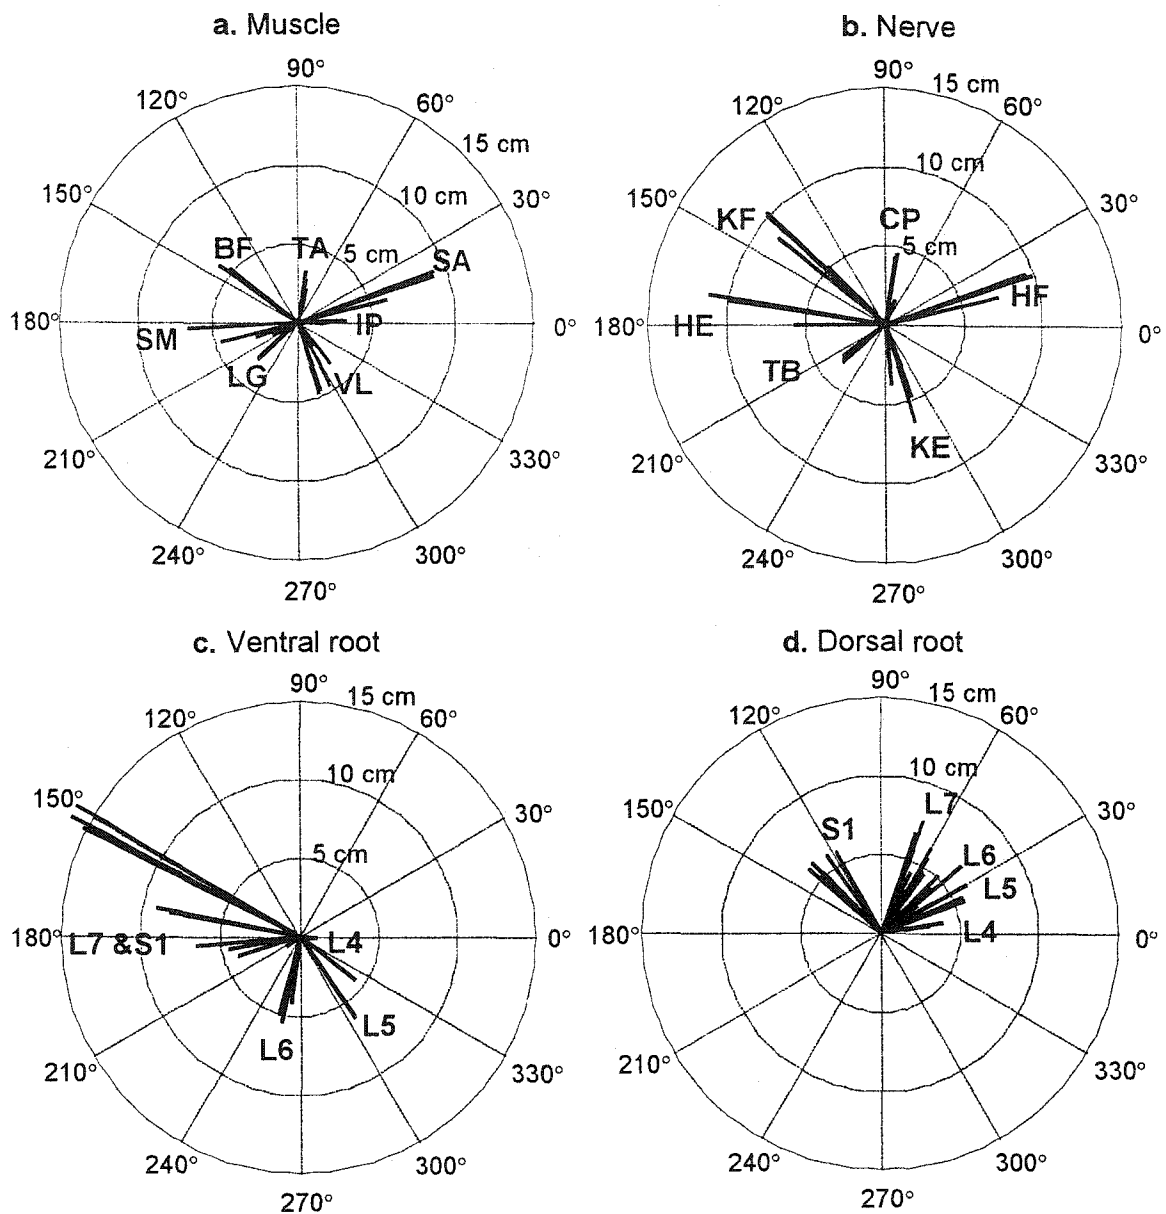 a. Muscle
90°
120°
60°
15 cm
150°
10 cm
30°
BF
TA
5 cm
SA
180°
SM
IP
0°
LG
VL
210°
330°
240°
300°
270°
b. Nerve
90°
15 cm
120°
60°
10 cm
150°
30°
KF
CP
5 cm
HF
180°
HE
0°
TB
KE
210°
330°
240°
300°
270°
c. Ventral root
90°
15 cm
120°
60°
10 cm
150°
30°
5 cm
180°
L7 &S1
L4
0°
L5
L6
210°
330°
240°
300°
270°
d. Dorsal root
90°
15 cm
120°
60°
10 cm
150°
L7
30°
S1
L6
L5
180°
L4
0°
210°
330°
240°
300°
270°